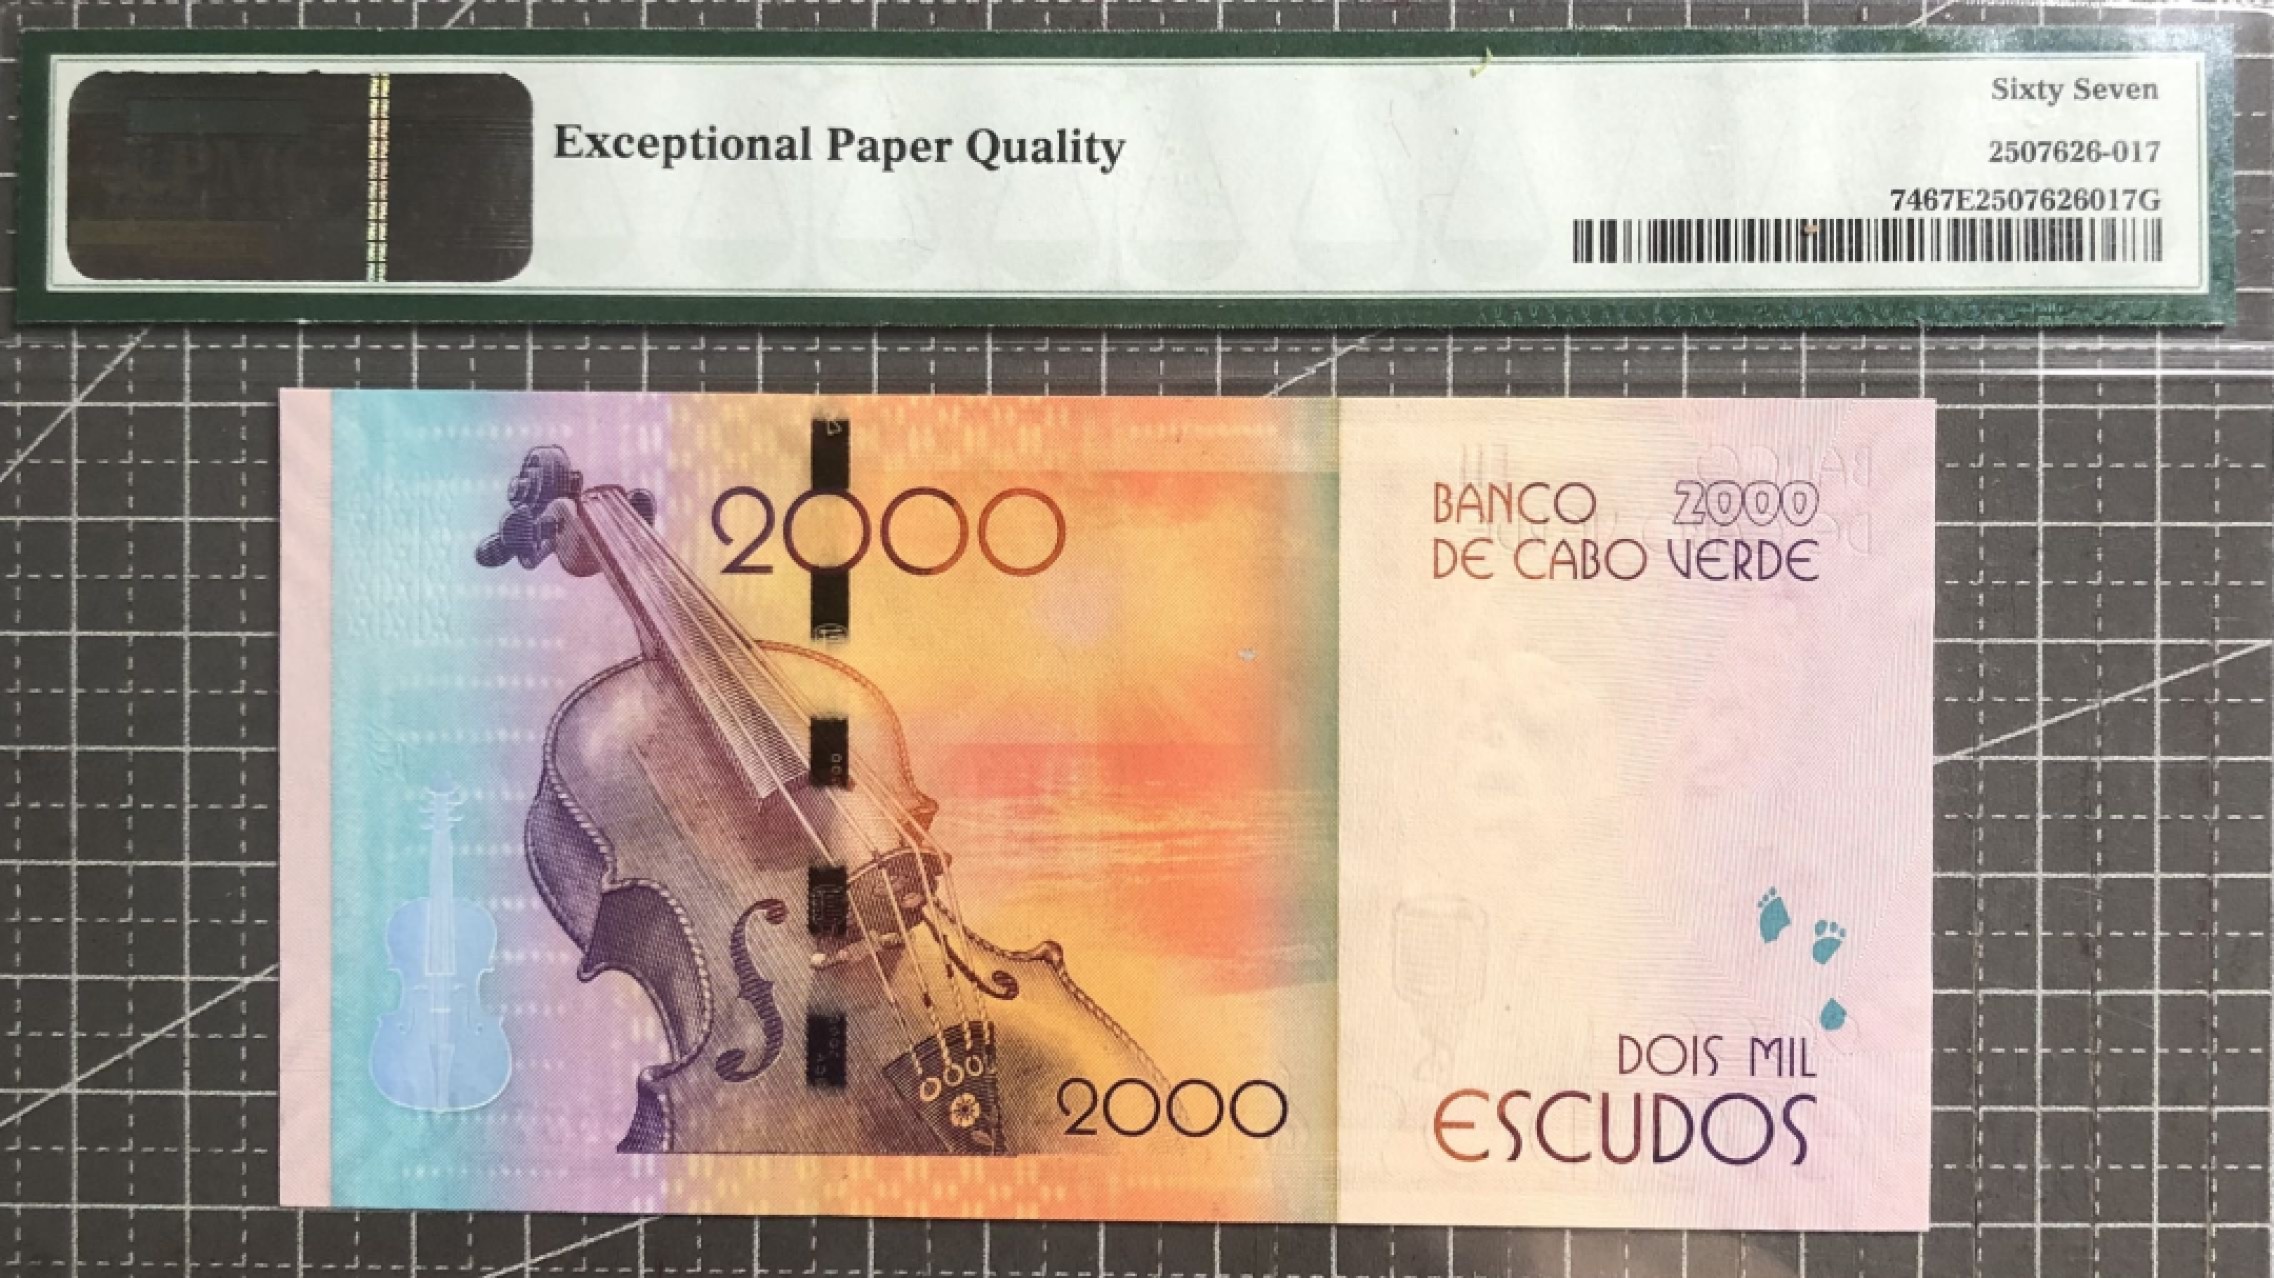 Exceptional Paper Quality
Sixty Seven
2507626-017
7467E2507626017G
2000
BANCO 2000
DE CABO VERDE
DOIS MIL
ESCUDOS
2000